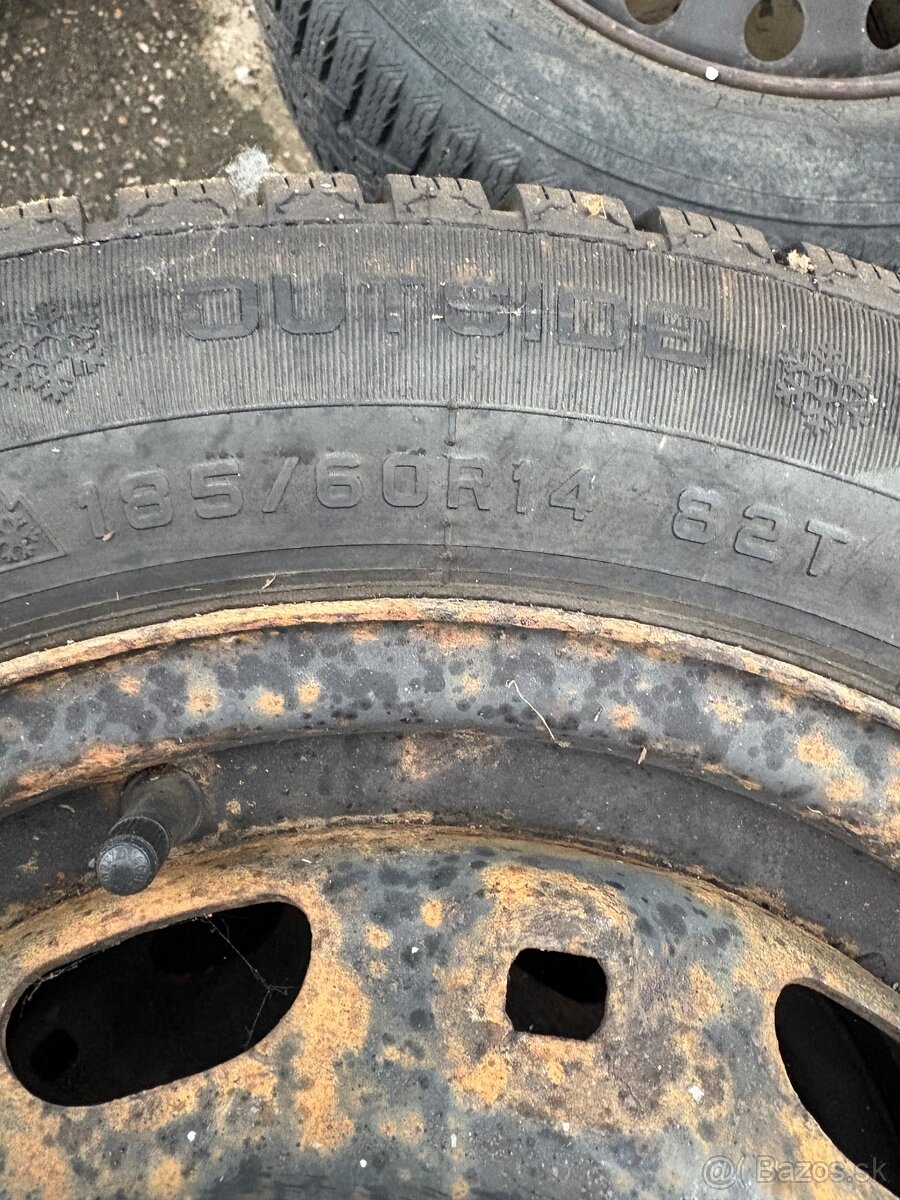 OUTSIDE
185/60R14 82T
@ Bazos.sk